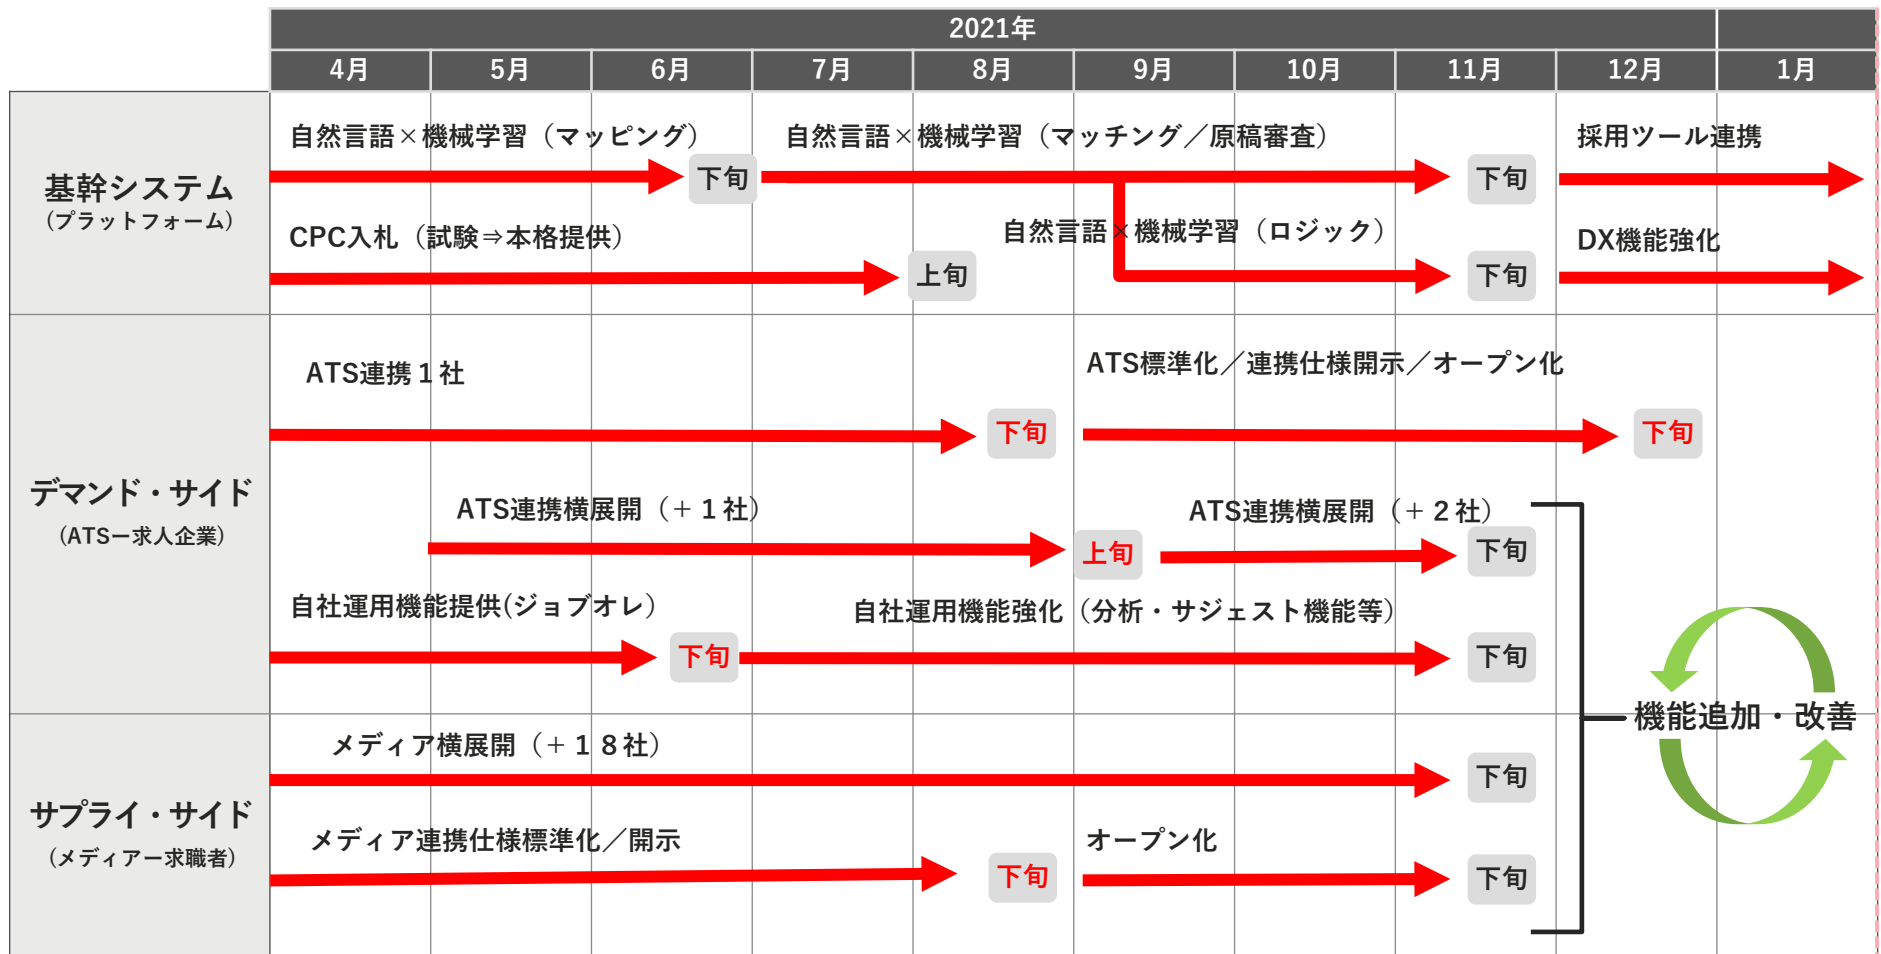 2021年
4月
5月
6月
7月
8月
9月
10月
11月
12月
1月
基幹システム
(プラットフォーム)
自然言語×機械学習（マッピング）
自然言語×機械学習（マッチング／原稿審査）
採用ツール連携
下旬
下旬
CPC入札（試験⇒本格提供）
自然言語×機械学習（ロジック）
DX機能強化
上旬
下旬
デマンド・サイド
(ATSー求人企業)
ATS連携１社
ATS標準化／連携仕様開示／オープン化
下旬
下旬
ATS連携横展開（＋１社）
ATS連携横展開（＋２社）
上旬
下旬
自社運用機能提供(ジョブオレ）
自社運用機能強化（分析・サジェスト機能等）
下旬
下旬
機能追加・改善
サプライ・サイド
(メディアー求職者)
メディア横展開（＋１８社）
下旬
メディア連携仕様標準化／開示
オープン化
下旬
下旬